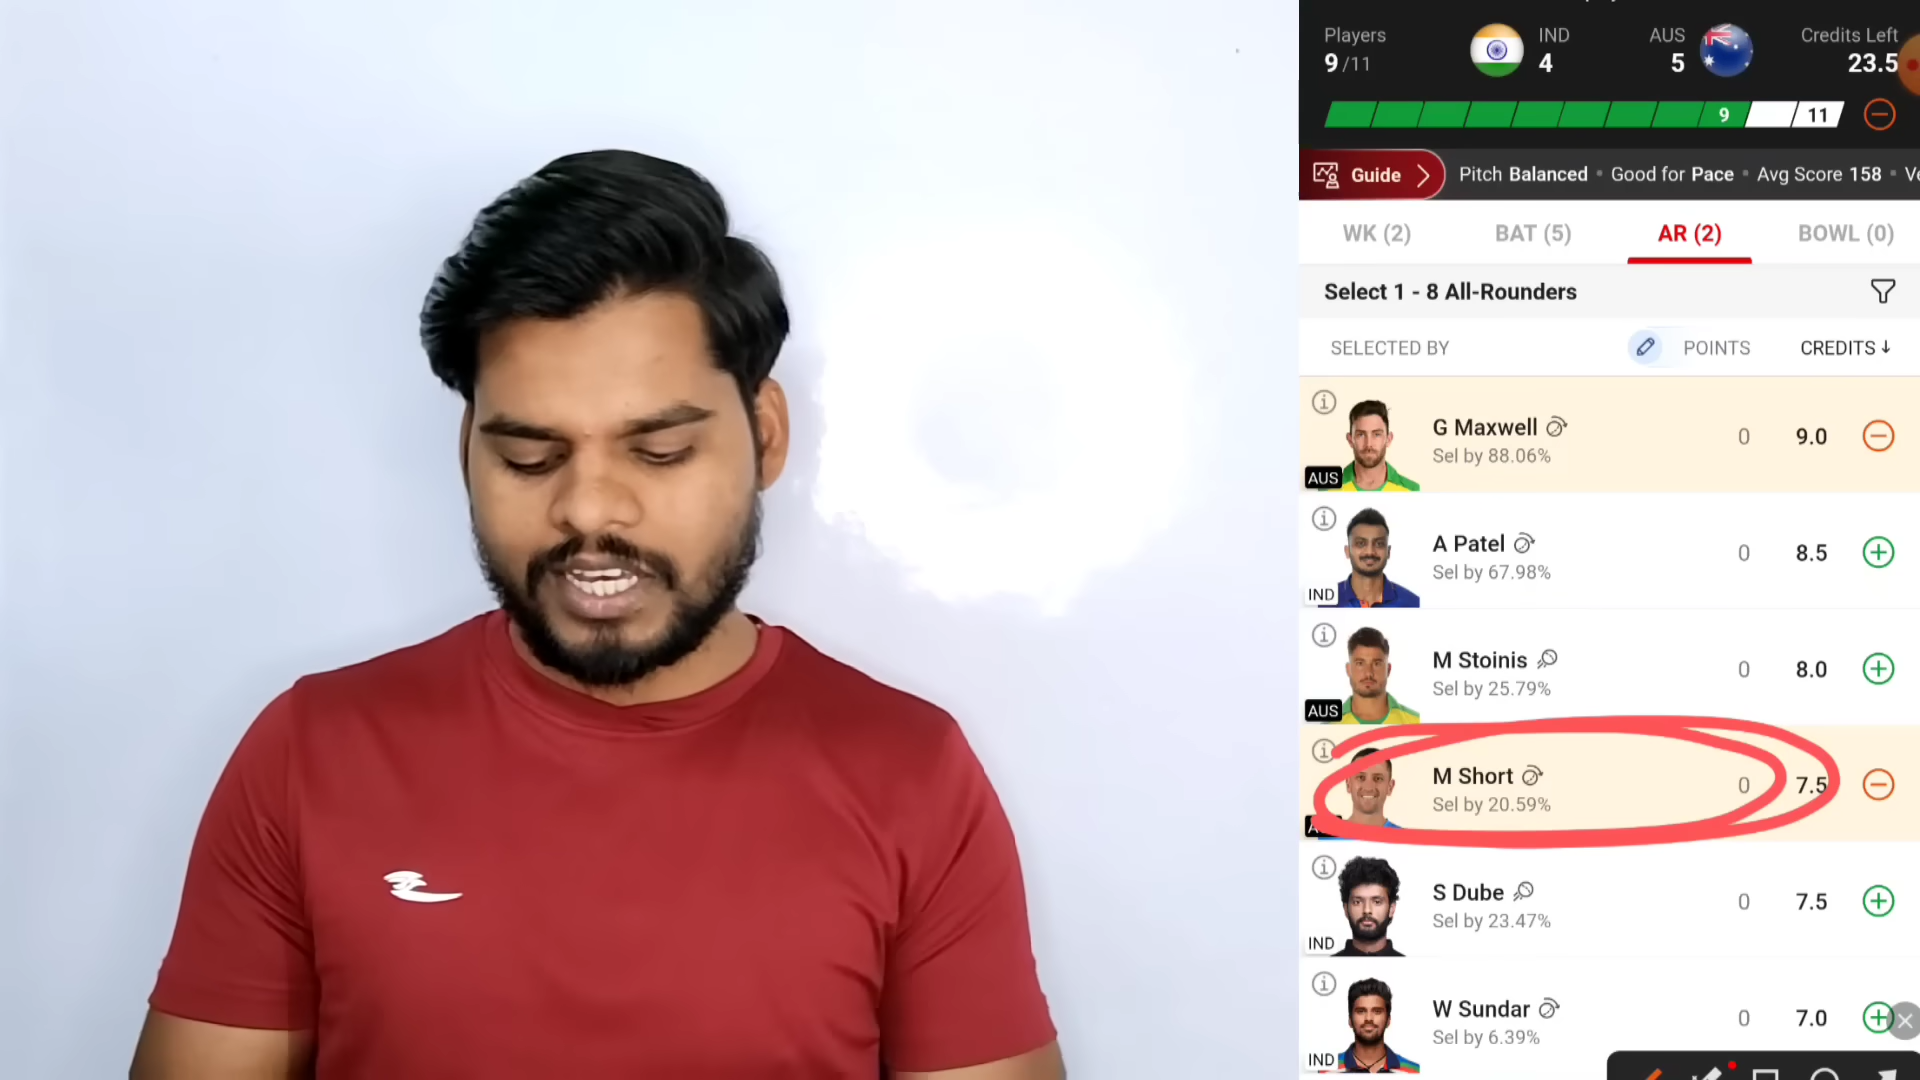 Players
9 /11
IND
4
AUS
5
Credits Left
23.5
9
11
Guide
Pitch Balanced • Good for Pace • Avg Score 158 •
WK (2)
BAT (5)
AR (2)
BOWL (0)
Select 1 - 8 All-Rounders
SELECTED BY
POINTS
CREDITS↓
G Maxwell
Sel by 88.06%
0
9.0
AUS
A Patel
Sel by 67.98%
0
8.5
IND
M Stoinis
Sel by 25.79%
0
8.0
AUS
M Short
Sel by 20.59%
0
7.5
S Dube
Sel by 23.47%
0
7.5
IND
W Sundar
Sel by 6.39%
0
7.0
IND